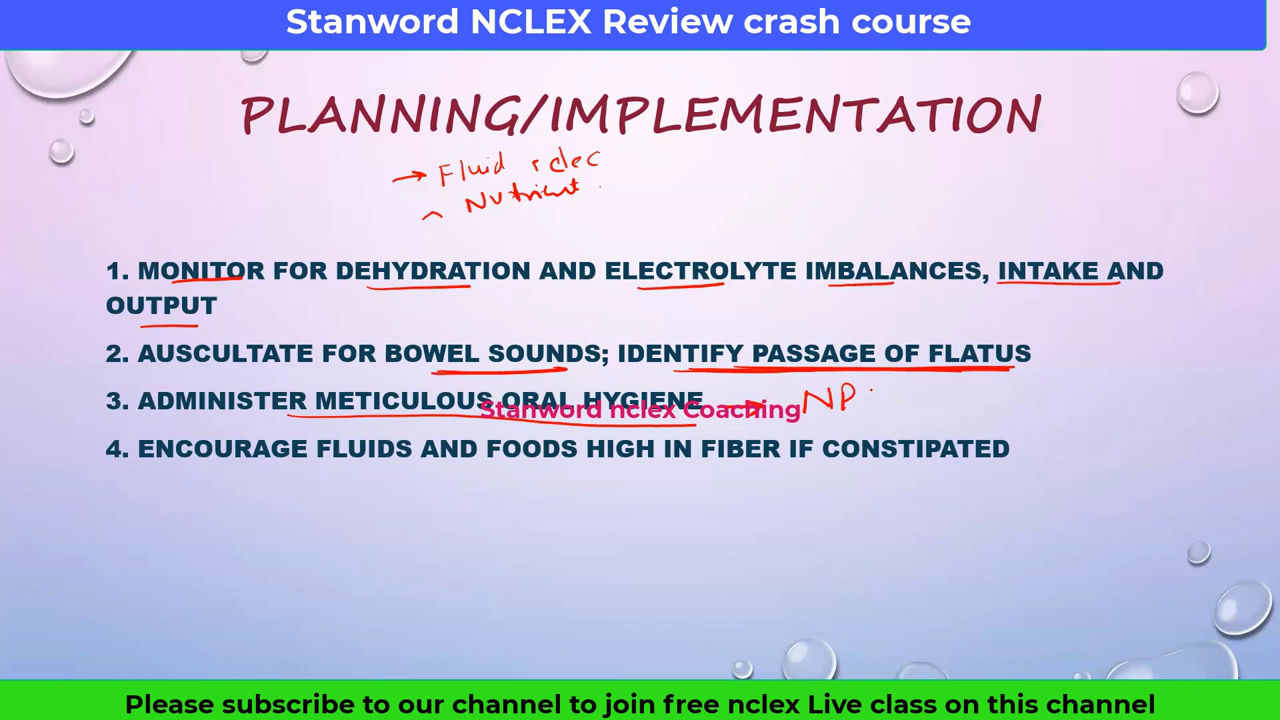 Stanword NCLEX Review crash course
PLANNING/IMPLEMENTATION
→ Fluid & elec
Nutrient
1. MONITOR FOR DEHYDRATION AND ELECTROLYTE IMBALANCES, INTAKE AND
OUTPUT
2. AUSCULTATE FOR BOWEL SOUNDS; IDENTIFY PASSAGE OF FLATUS
3. ADMINISTER METICULOUS ORAL HYGIENE → NP
Stanword nclex Coaching
4. ENCOURAGE FLUIDS AND FOODS HIGH IN FIBER IF CONSTIPATED
Please subscribe to our channel to join free nclex Live class on this channel